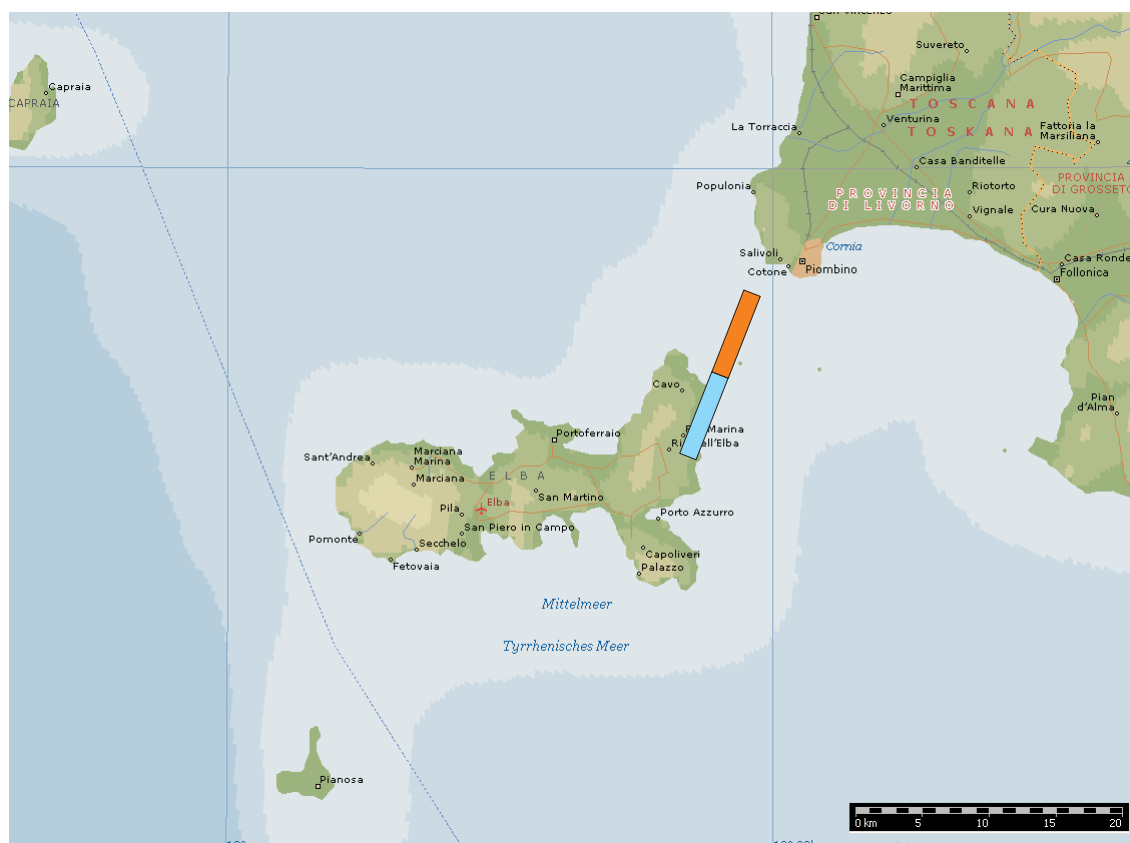 San Vincenzo
Suvereto
Capraia
CAPRAIA
Campiglia
Marittima
TOSCANA
TOSKANA
La Torraccia
Venturina
Fattoria la
Marsiliana
Casa Banditelle
PROVINCIA
DI GROSSETO
Populonia
PROVINCIA
DI LIVORNO
Riotorto
Vignale
Cura Nuova
Salivoli
Cornia
Cotone
Piombino
Casa Ronde
Follonica
Cavo
Pian
d'Alma
Portoferraio
Marina
Ri
ell'Elba
Sant'Andrea
Marciana
Marina
Marciana
ELBA
San Martino
Pila
Elba
Porto Azzurro
San Piero in Campo
Pomonte
Secchelo
Capoliveri
Fetovaia
Palazzo
Mittelmeer
Tyrrhenisches Meer
Pianosa
0 km 5 10 15 20